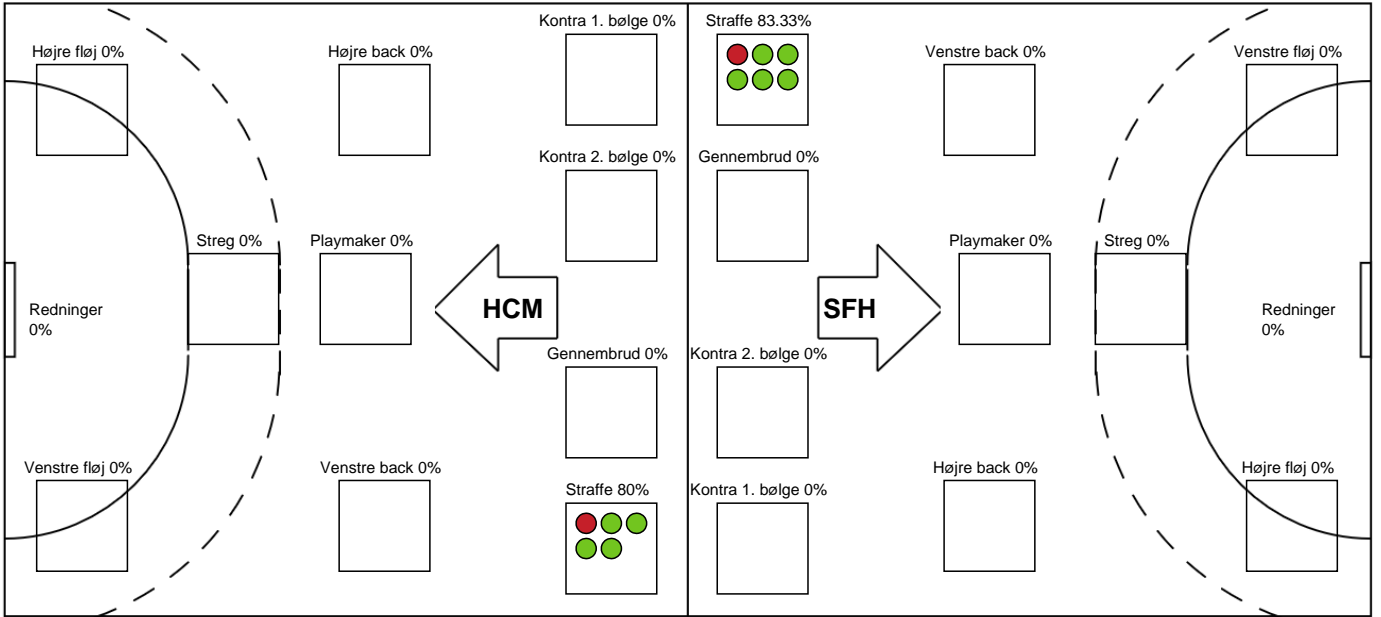 Kontra 1. bølge 0%
Straffe 83.33%
Højre fløj 0%
Højre back 0%
Venstre back 0%
Venstre fløj 0%
Kontra 2. bølge 0%
Gennembrud 0%
Streg 0%
Playmaker 0%
Playmaker 0%
Streg 0%
Redninger
0%
HCM
SFH
Redninger
0%
Gennembrud 0%
Kontra 2. bølge 0%
Venstre fløj 0%
Venstre back 0%
Højre back 0%
Højre fløj 0%
Straffe 80%
Kontra 1. bølge 0%